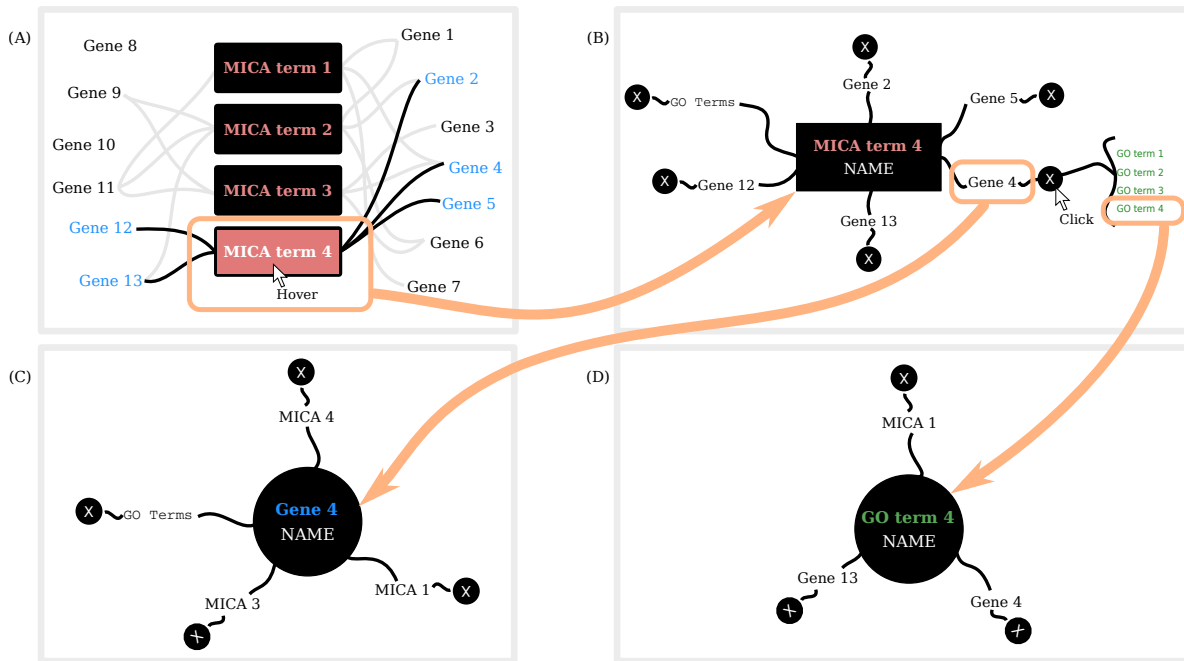 (A)
Gene 8
Gene 9
Gene 10
Gene 11
Gene 12
Gene 13
MICA term 1
MICA term 2
MICA term 3
MICA term 4
Hover
Gene 1
Gene 2
Gene 3
Gene 4
Gene 5
Gene 6
Gene 7
(B)
X
Gene 2
X
GO Terms
Gene 5
X
MICA term 4
NAME
X
Gene 12
Gene 4
X
Click
GO term 1
GO term 2
GO term 3
GO term 4
Gene 13
X
(C)
X
MICA 4
X
GO Terms
Gene 4
NAME
MICA 1
X
MICA 3
X
(D)
X
MICA 1
GO term 4
NAME
Gene 13
X
Gene 4
X